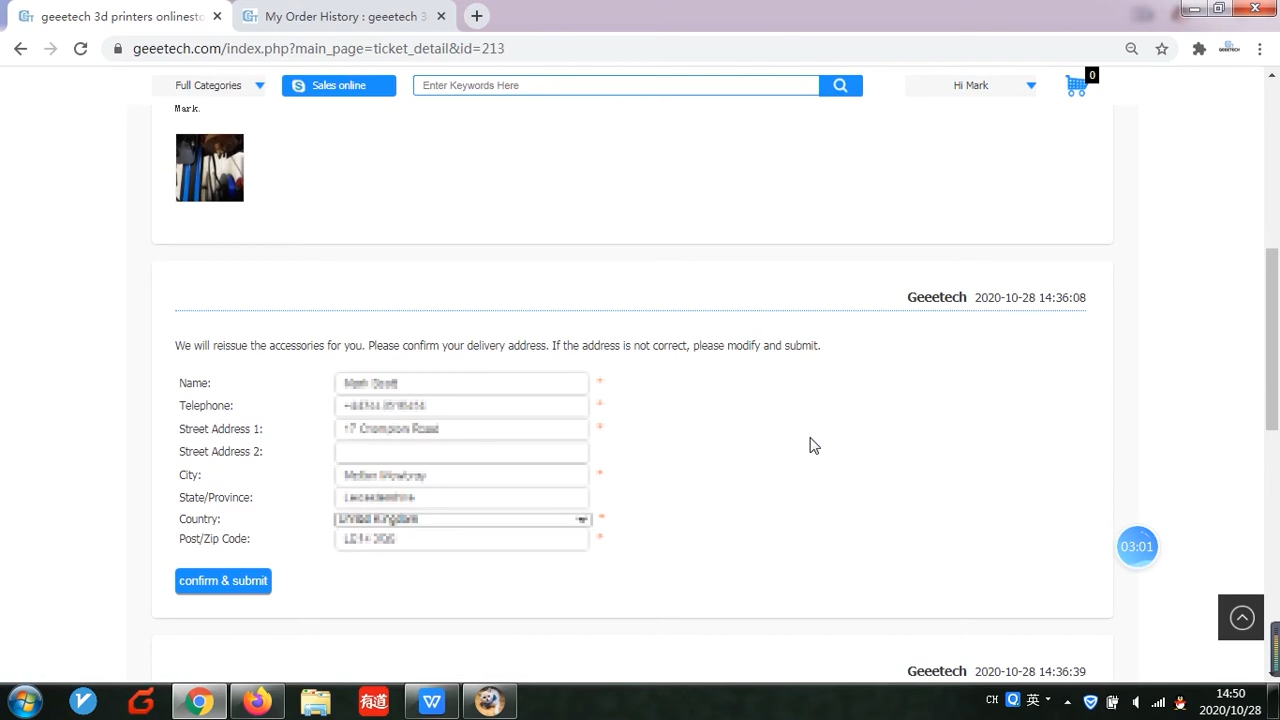 geeetech 3d printers onlinesto
My Order History : geeetech 3
geeetech.com/index.php?main_page=ticket_detail&id=213
Full Categories
Sales online
Enter Keywords Here
Hi Mark
0
Mark.
Geeetech 2020-10-28 14:36:08
We will reissue the accessories for you. Please confirm your delivery address. If the address is not correct, please modify and submit.
Name:
*
Telephone:
*
Street Address 1:
*
Street Address 2:
City:
*
State/Province:
Country:
*
Post/Zip Code:
*
confirm & submit
03:01
Geeetech 2020-10-28 14:36:39
有道
CH
英
14:50
2020/10/28